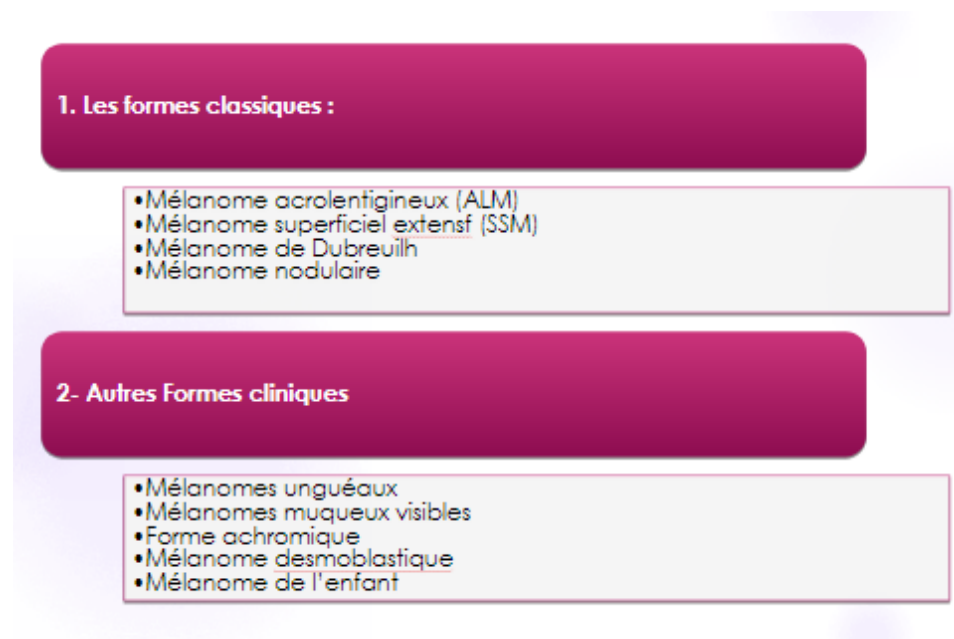 1. Les formes classiques :
•Mélanome acrolentigineux (ALM)
•Mélanome superficiel extensf (SSM)
•Mélanome de Dubreuilh
•Mélanome nodulaire
2- Autres Formes cliniques
•Mélanomes unguéaux
•Mélanomes muqueux visibles
•Forme achromique
•Mélanome desmoblastique
•Mélanome de l'enfant